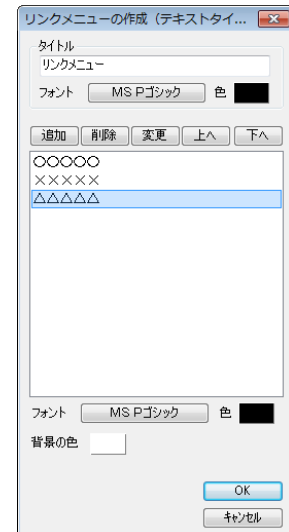 リンクメニューの作成（テキストタイ...
タイトル
リンクメニュー
フォント MS Pゴシック 色
追加 削除 変更 上へ 下へ
○○○○○
×××××
△△△△△
フォント MS Pゴシック 色
背景の色
OK
キャンセル